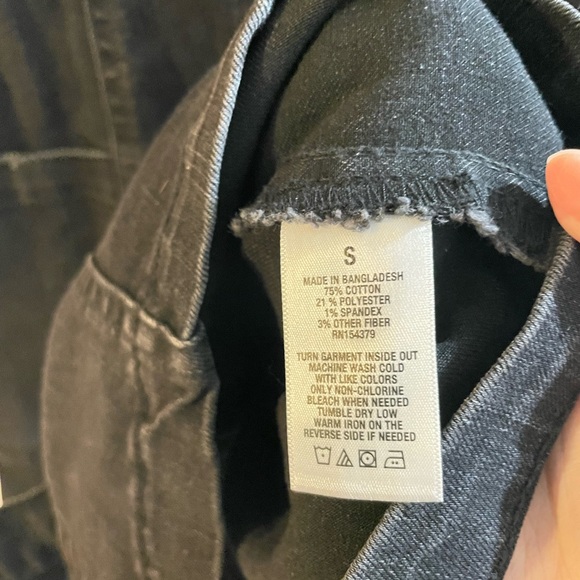 S
MADE IN BANGLADESH
75% COTTON
21% POLYESTER
1% SPANDEX
3% OTHER FIBER
RN154379
TURN GARMENT INSIDE OUT
MACHINE WASH COLD
WITH LIKE COLORS
ONLY NON-CHLORINE
BLEACH WHEN NEEDED
TUMBLE DRY LOW
WARM IRON ON THE
REVERSE SIDE IF NEEDED